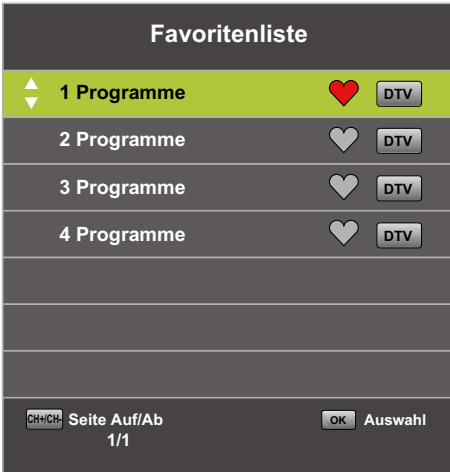 Favoritenliste
1 Programme DTV
2 Programme DTV
3 Programme DTV
4 Programme DTV
CH+/CH- Seite Auf/Ab OK Auswahl
1/1